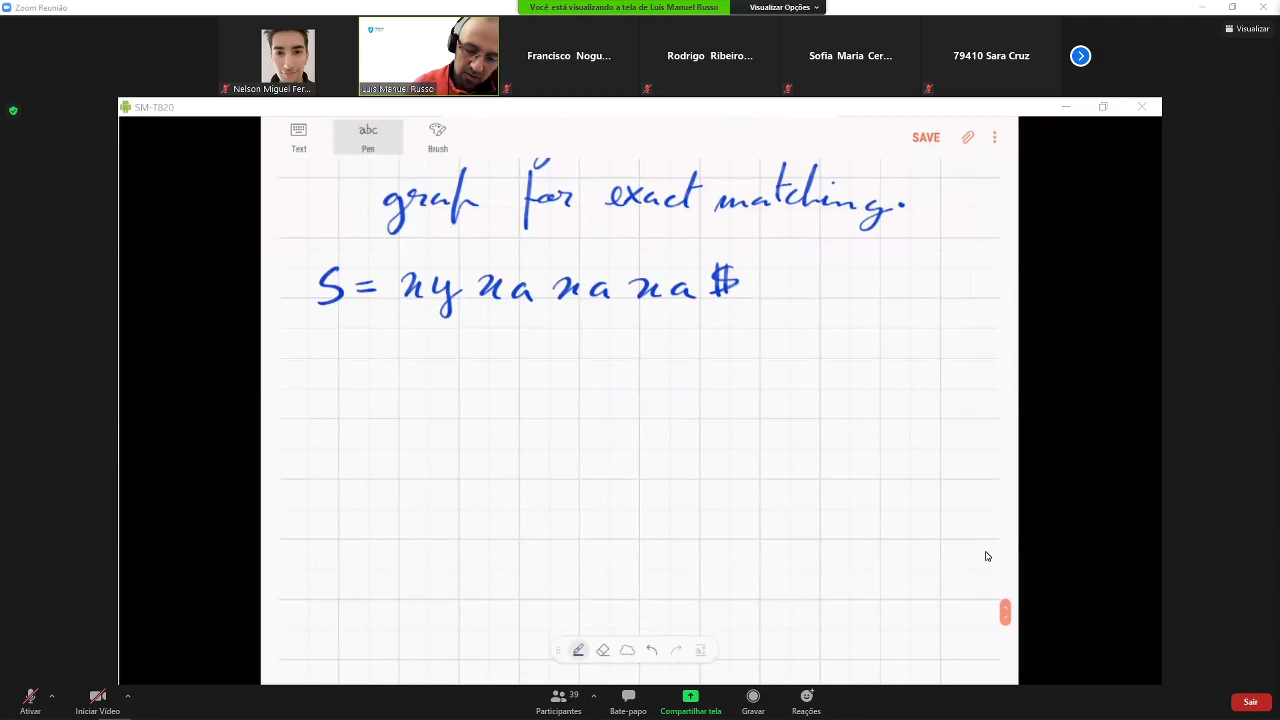 Zoom Reunião
Você está visualizando a tela de Luís Manuel Russo
Visualizar Opções
Visualizar
Nelson Miguel Fer...
Luís Manuel Russo
Francisco Nogu...
Rodrigo Ribeiro...
Sofia Maria Cer...
79410 Sara Cruz
SM-T820
Text
abc
Pen
Brush
SAVE
graph for exact matching.
S = xy xa xa xa $
Ativar
Iniciar Vídeo
39
Participantes
Bate-papo
Compartilhar tela
Gravar
Reações
Sair